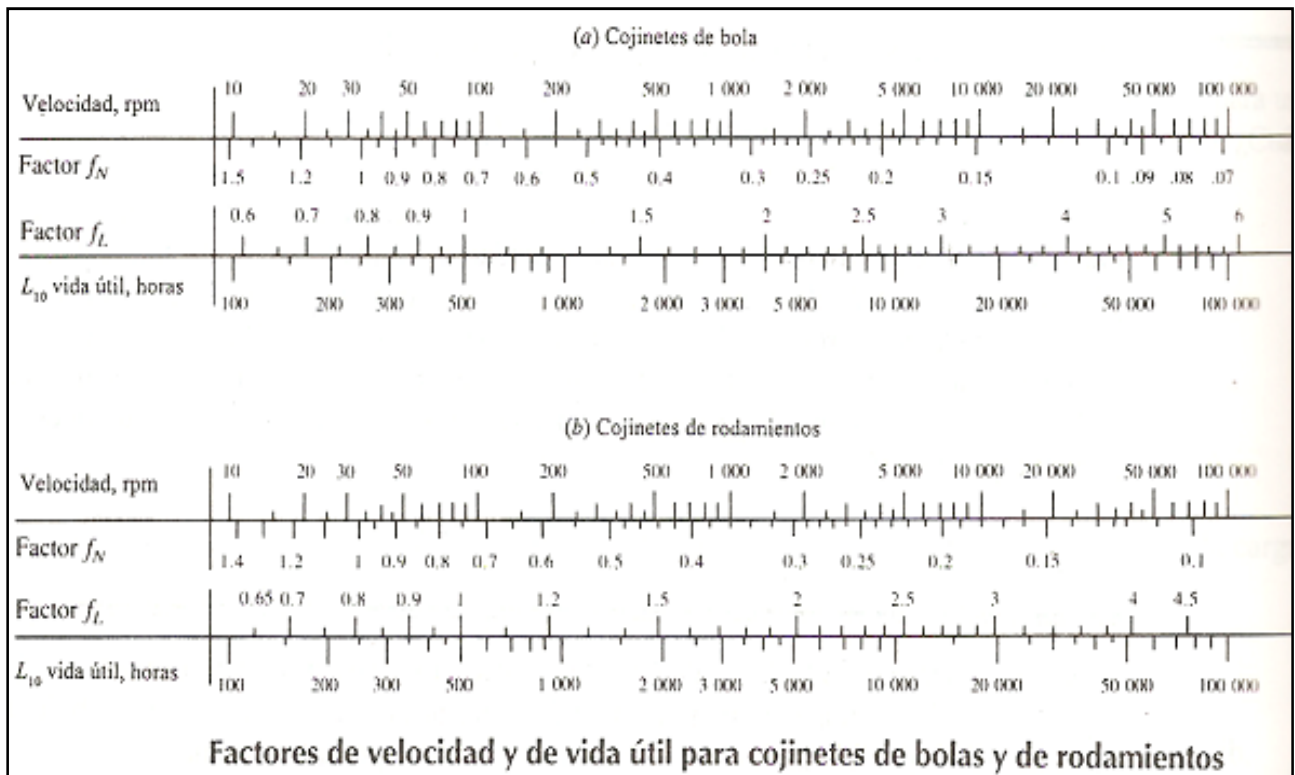 (a) Cojinetes de bola
10 20 30 50 100 200 500 1 000 2 000 5 000 10 000 20 000 50 000 100 000
Velocidad, rpm
Factor fN
1.5 1.2 1 0.9 0.8 0.7 0.6 0.5 0.4 0.3 0.25 0.2 0.15 0.1 .09 .08 .07
0.6 0.7 0.8 0.9 1 1.5 2 2.5 3 4 5 6
Factor fL
L10 vida útil, horas
100 200 300 500 1 000 2 000 3 000 5 000 10 000 20 000 50 000 100 000
(b) Cojinetes de rodamientos
10 20 30 50 100 200 500 1 000 2 000 5 000 10 000 20 000 50 000 100 000
Velocidad, rpm
Factor fN
1.4 1.2 1 0.9 0.8 0.7 0.6 0.5 0.4 0.3 0.25 0.2 0.15 0.1
0.65 0.7 0.8 0.9 1 1.2 1.5 2 2.5 3 4 4.5
Factor fL
L10 vida útil, horas
100 200 300 500 1 000 2 000 3 000 5 000 10 000 20 000 50 000 100 000
Factores de velocidad y de vida útil para cojinetes de bolas y de rodamientos